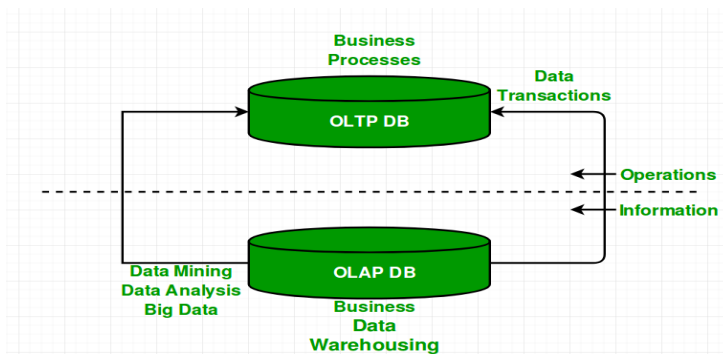 Business
Processes
Data
Transactions
OLTP DB
Operations
Information
OLAP DB
Data Mining
Data Analysis
Big Data
Business
Data
Warehousing